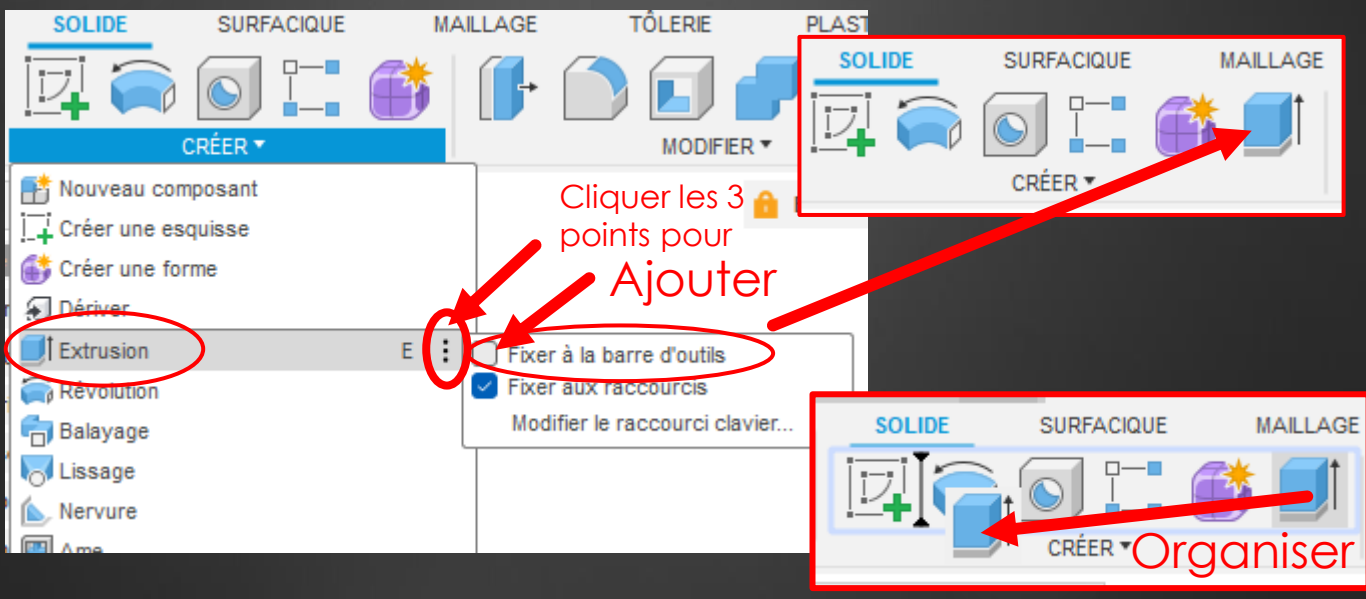 SOLIDE SURFACIQUE MAILLAGE TÔLERIE PLAST
CRÉER MODIFIER
Nouveau composant
Créer une esquisse
Créer une forme
Dériver
Extrusion E
Révolution
Balayage
Lissage
Nervure
Ame
Cliquer les 3
points pour
Ajouter
Fixer à la barre d'outils
Fixer aux raccourcis
Modifier le raccourci clavier...
SOLIDE SURFACIQUE MAILLAGE
CRÉER
SOLIDE SURFACIQUE MAILLAGE
CRÉER
Organiser